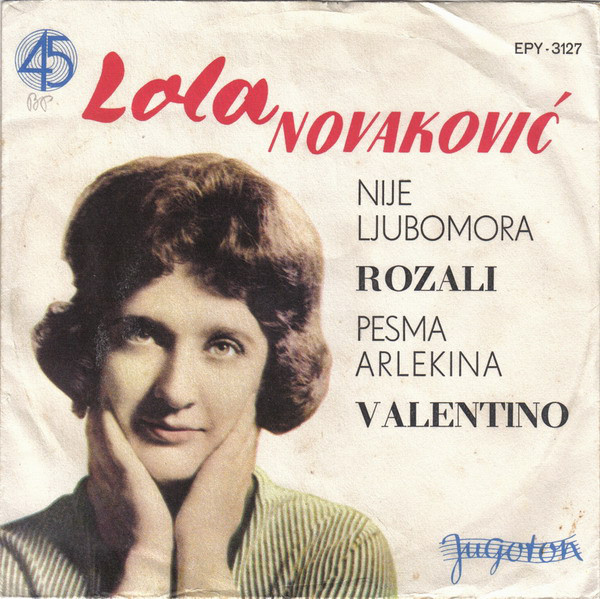 45
EPY - 3127
Lola
NOVAKOVIĆ
NIJE
LJUBOMORA
ROZALI
PESMA
ARLEKINA
VALENTINO
Jugoton